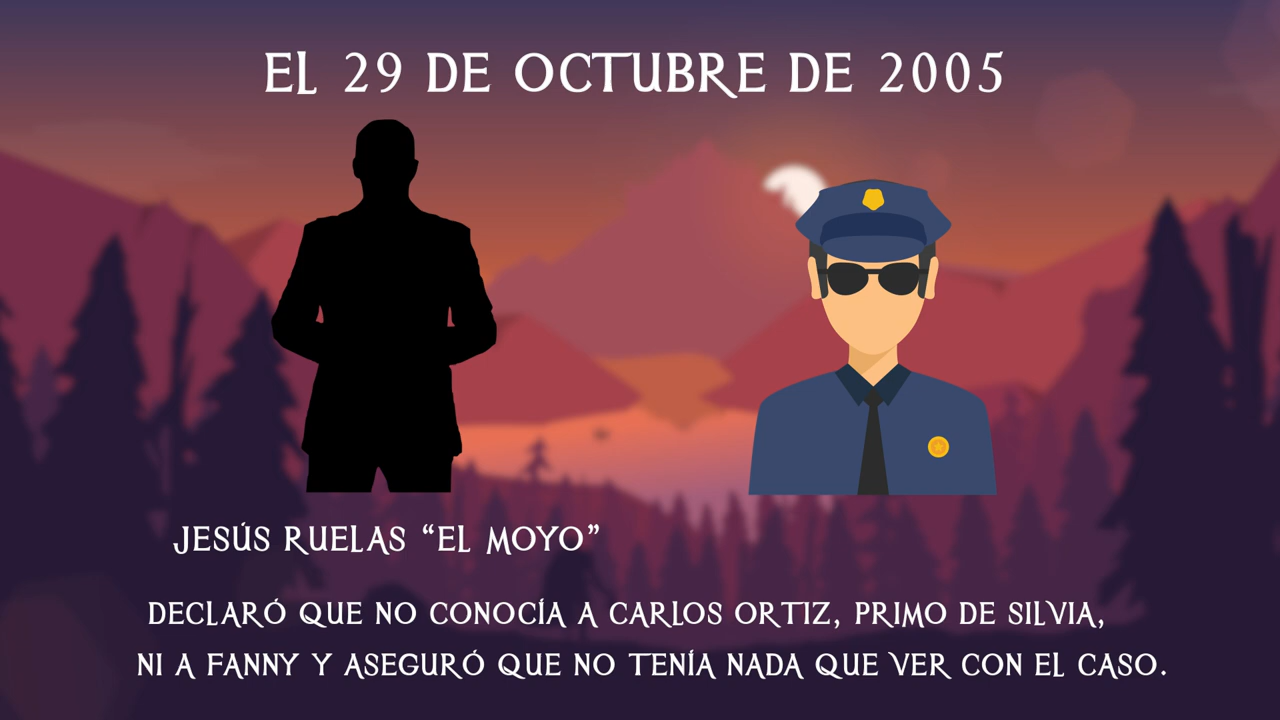 EL 29 DE OCTUBRE DE 2005
JESÚS RUELAS “EL MOYO”
DECLARÓ QUE NO CONOCÍA A CARLOS ORTIZ, PRIMO DE SILVIA,
NI A FANNY Y ASEGURÓ QUE NO TENÍA NADA QUE VER CON EL CASO.